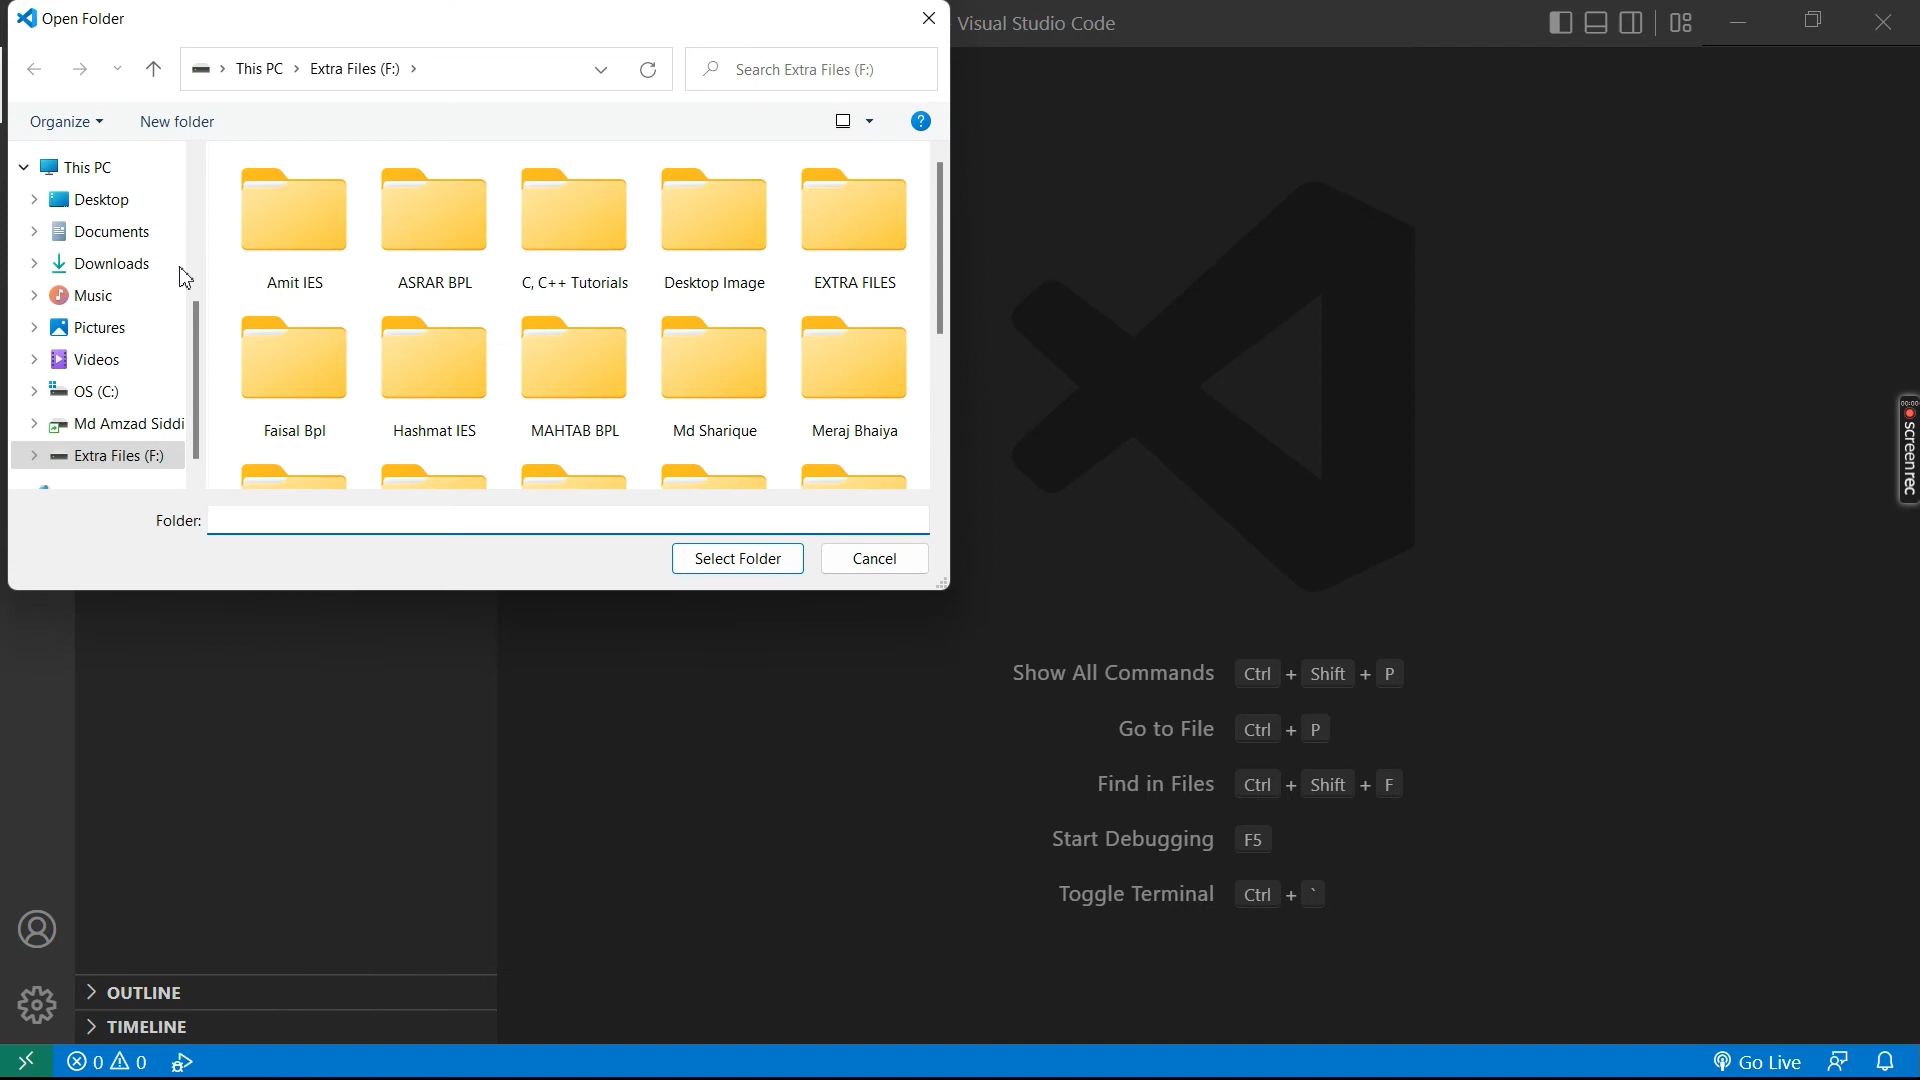 Open Folder
Visual Studio Code
This PC > Extra Files (F:) >
Search Extra Files (F:)
Organize
New folder
?
This PC
Desktop
Documents
Downloads
Music
Pictures
Videos
OS (C:)
Md Amzad Siddi
Extra Files (F:)
Amit IES
ASRAR BPL
C, C++ Tutorials
Desktop Image
EXTRA FILES
Faisal Bpl
Hashmat IES
MAHTAB BPL
Md Sharique
Meraj Bhaiya
Folder:
Select Folder
Cancel
00:00
screenrec
Show All Commands Ctrl + Shift + P
Go to File Ctrl + P
Find in Files Ctrl + Shift + F
Start Debugging F5
Toggle Terminal Ctrl + `
OUTLINE
TIMELINE
0 0
Go Live